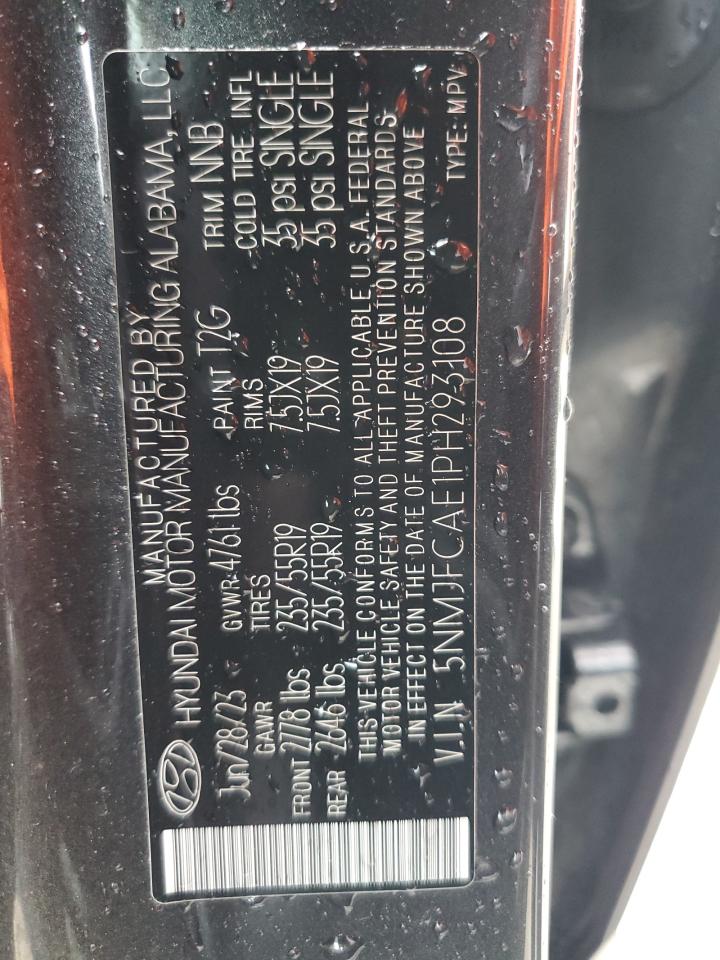 MANUFACTURED BY
HYUNDAI MOTOR MANUFACTURING ALABAMA, LLC
Jun/28/23 GVWR 4761 lbs PAINT T2G TRIM NNB
GAWR TIRES RIMS COLD TIRE INFL
FRONT 2778 lbs 235/55R19 7.5JX19 35 psi SINGLE
REAR 2646 lbs 235/55R19 7.5JX19 35 psi SINGLE
THIS VEHICLE CONFORMS TO ALL APPLICABLE U.S.A. FEDERAL
MOTOR VEHICLE SAFETY AND THEFT PREVENTION STANDARDS
IN EFFECT ON THE DATE OF MANUFACTURE SHOWN ABOVE
V.I.N 5NMJFCAE1PH293108 TYPE: MPV